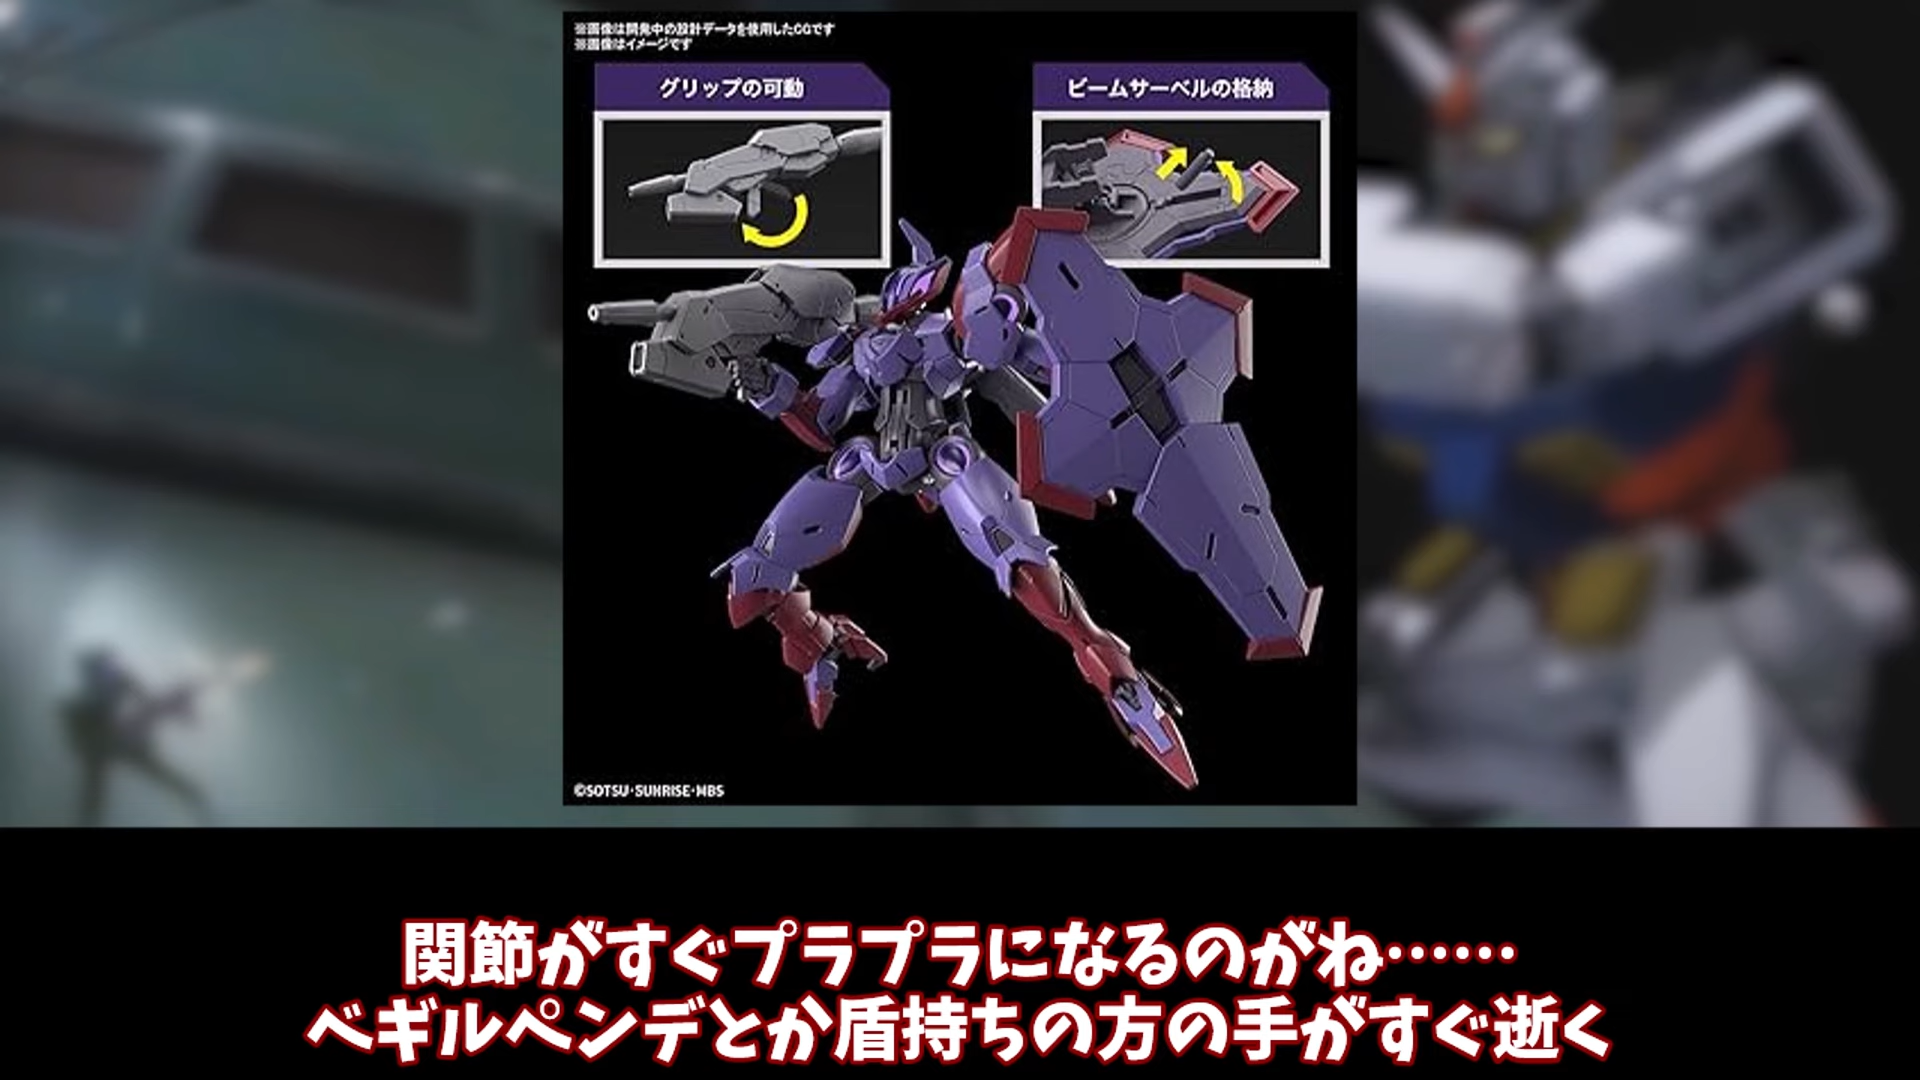 ※画像は開発中の設計データを使用したCGです
※画像はイメージです
グリップの可動
ビームサーベルの格納
©SOTSU・SUNRISE・MBS
関節がすぐプラプラになるのがね……
ベギルペンデとか盾持ちの方の手がすぐ逝く